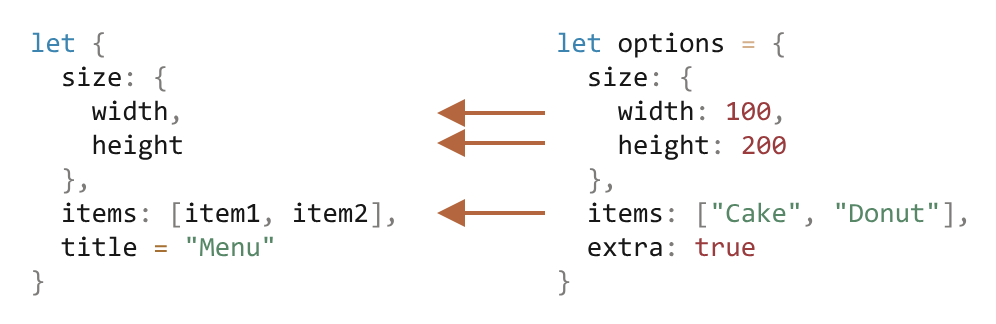 let {
  size: {
    width,
    height
  },
  items: [item1, item2],
  title = "Menu"
}
let options = {
  size: {
    width: 100,
    height: 200
  },
  items: ["Cake", "Donut"],
  extra: true
}